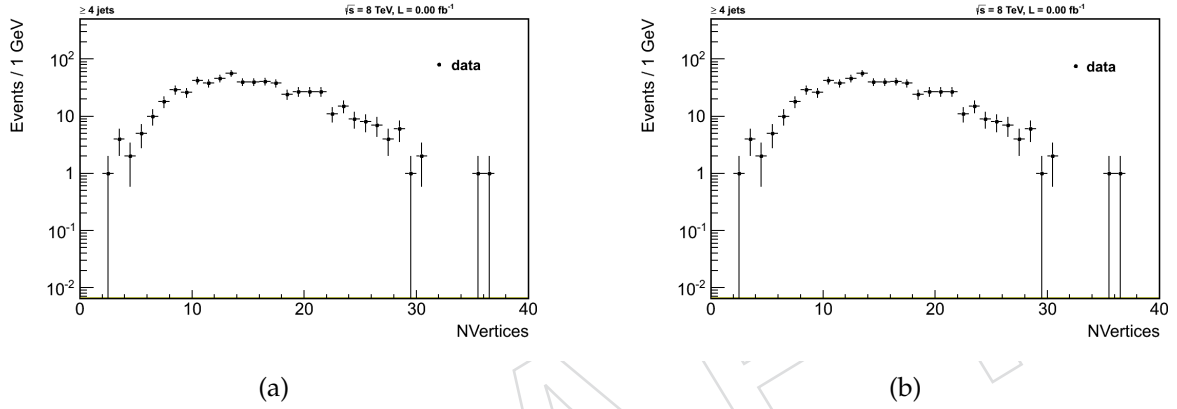 ≥ 4 jets √s = 8 TeV, L = 0.00 fb⁻¹
Events / 1 GeV
10²
10
1
10⁻¹
10⁻²
data
0 10 20 30 40
NVertices
(a)
≥ 4 jets √s = 8 TeV, L = 0.00 fb⁻¹
Events / 1 GeV
10²
10
1
10⁻¹
10⁻²
data
0 10 20 30 40
NVertices
(b)